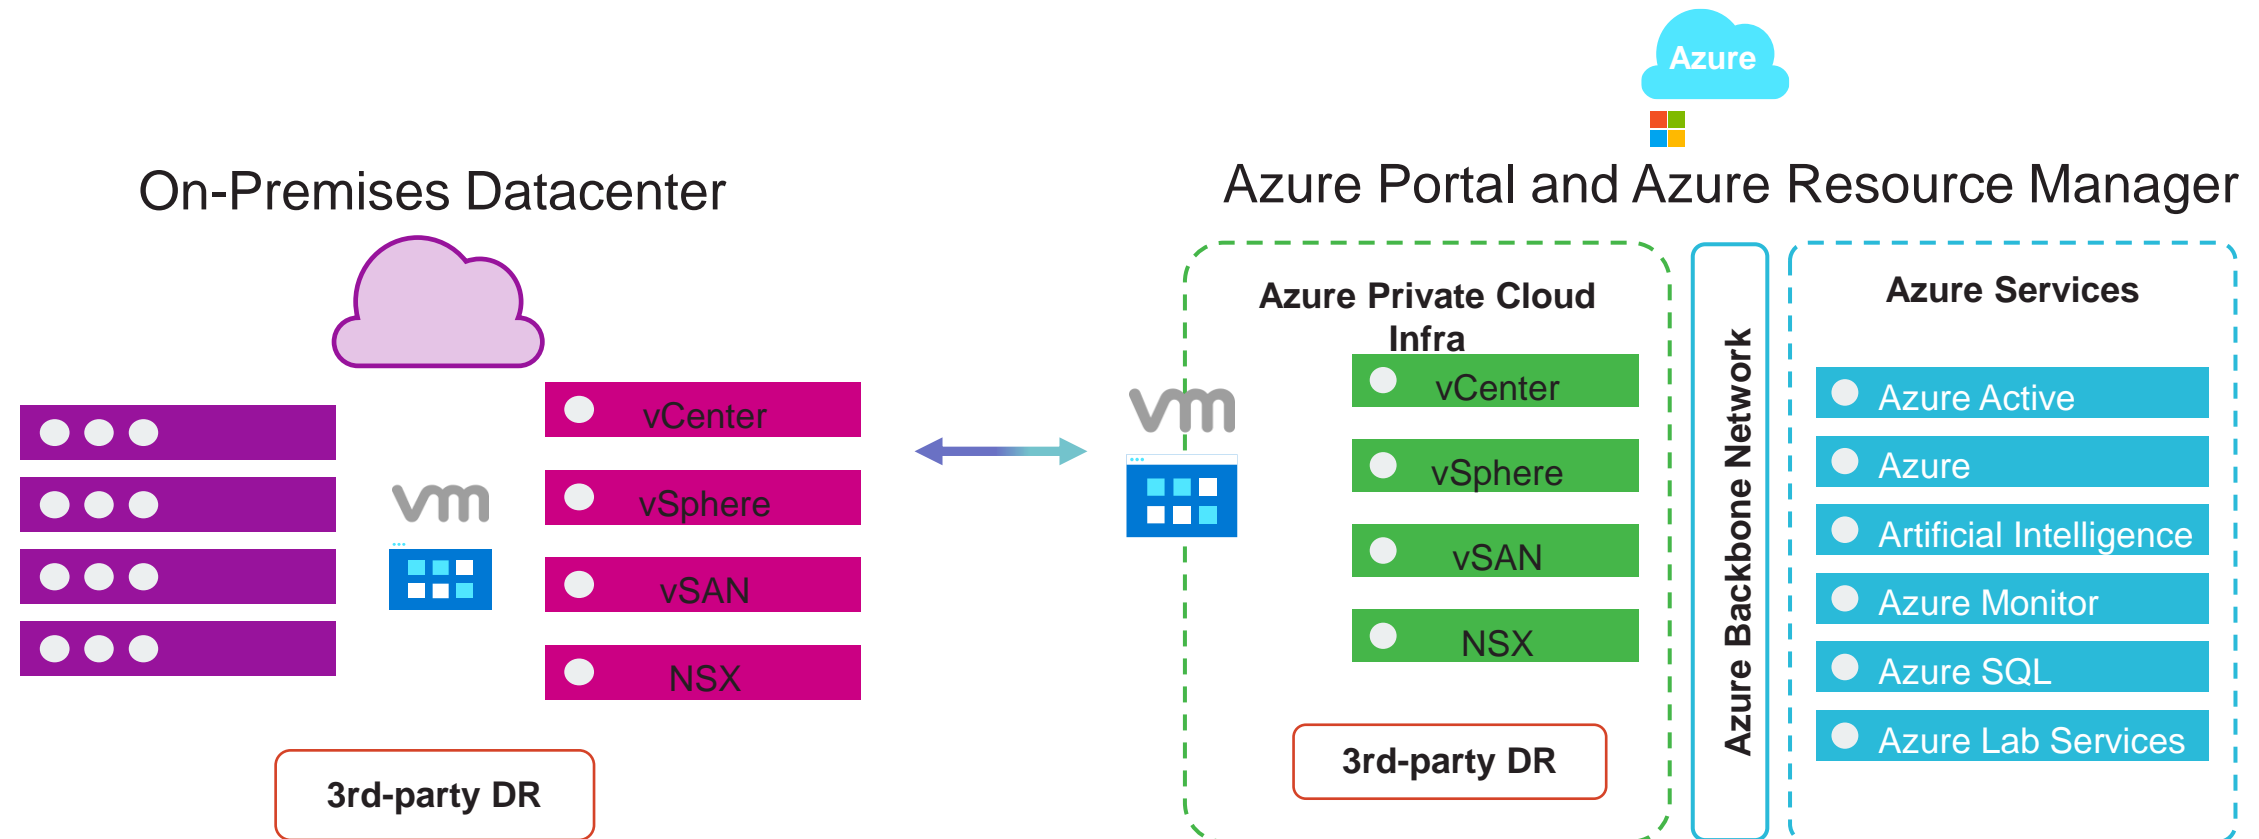 Azure
On-Premises Datacenter
Azure Portal and Azure Resource Manager
vm
vCenter
vSphere
vSAN
NSX
3rd-party DR
vm
Azure Private Cloud
Infra
vCenter
vSphere
vSAN
NSX
3rd-party DR
Azure Backbone Network
Azure Services
Azure Active
Azure
Artificial Intelligence
Azure Monitor
Azure SQL
Azure Lab Services